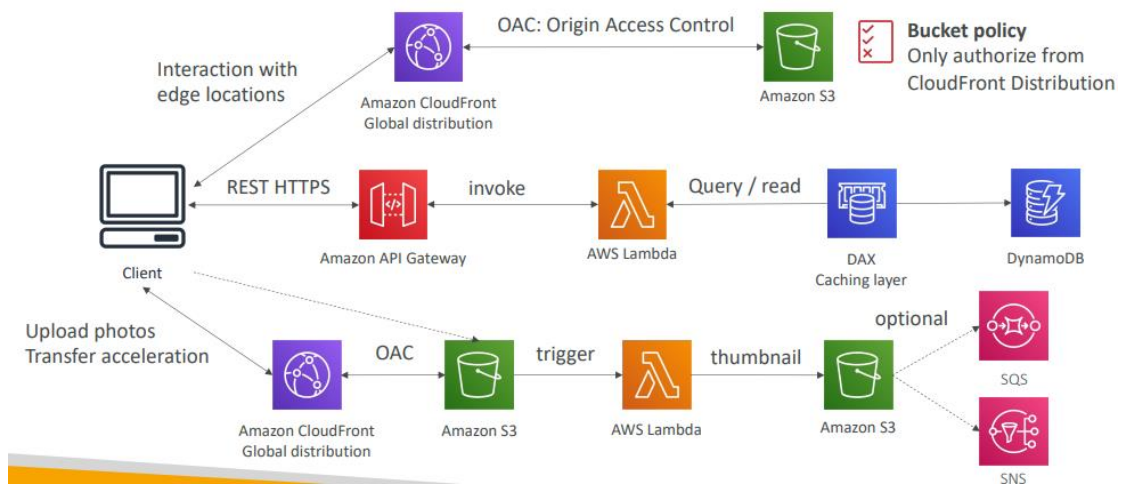 OAC: Origin Access Control
Bucket policy
Only authorize from
CloudFront Distribution
Interaction with
edge locations
Amazon CloudFront
Global distribution
Amazon S3
REST HTTPS
invoke
Query / read
Client
Amazon API Gateway
AWS Lambda
DAX
Caching layer
DynamoDB
Upload photos
Transfer acceleration
OAC
trigger
thumbnail
optional
SQS
Amazon CloudFront
Global distribution
Amazon S3
AWS Lambda
Amazon S3
SNS